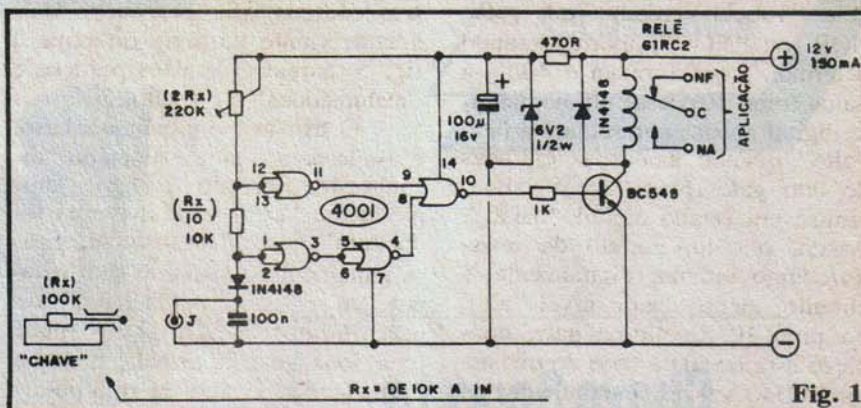 RELÊ
61RC2
470R
12v
150mA
(2Rx)
220K
+
100µ
16v
6V2
1/2w
1N4148
NF
C
NA
APLICAÇÃO
14
12
13
11
9
8
10
4001
1K
BC548
(Rx/10)
10K
1
2
3
5
6
4
7
1N4148
(Rx)
100K
J
100n
"CHAVE"
Rx = DE 10K A 1M
Fig. 1